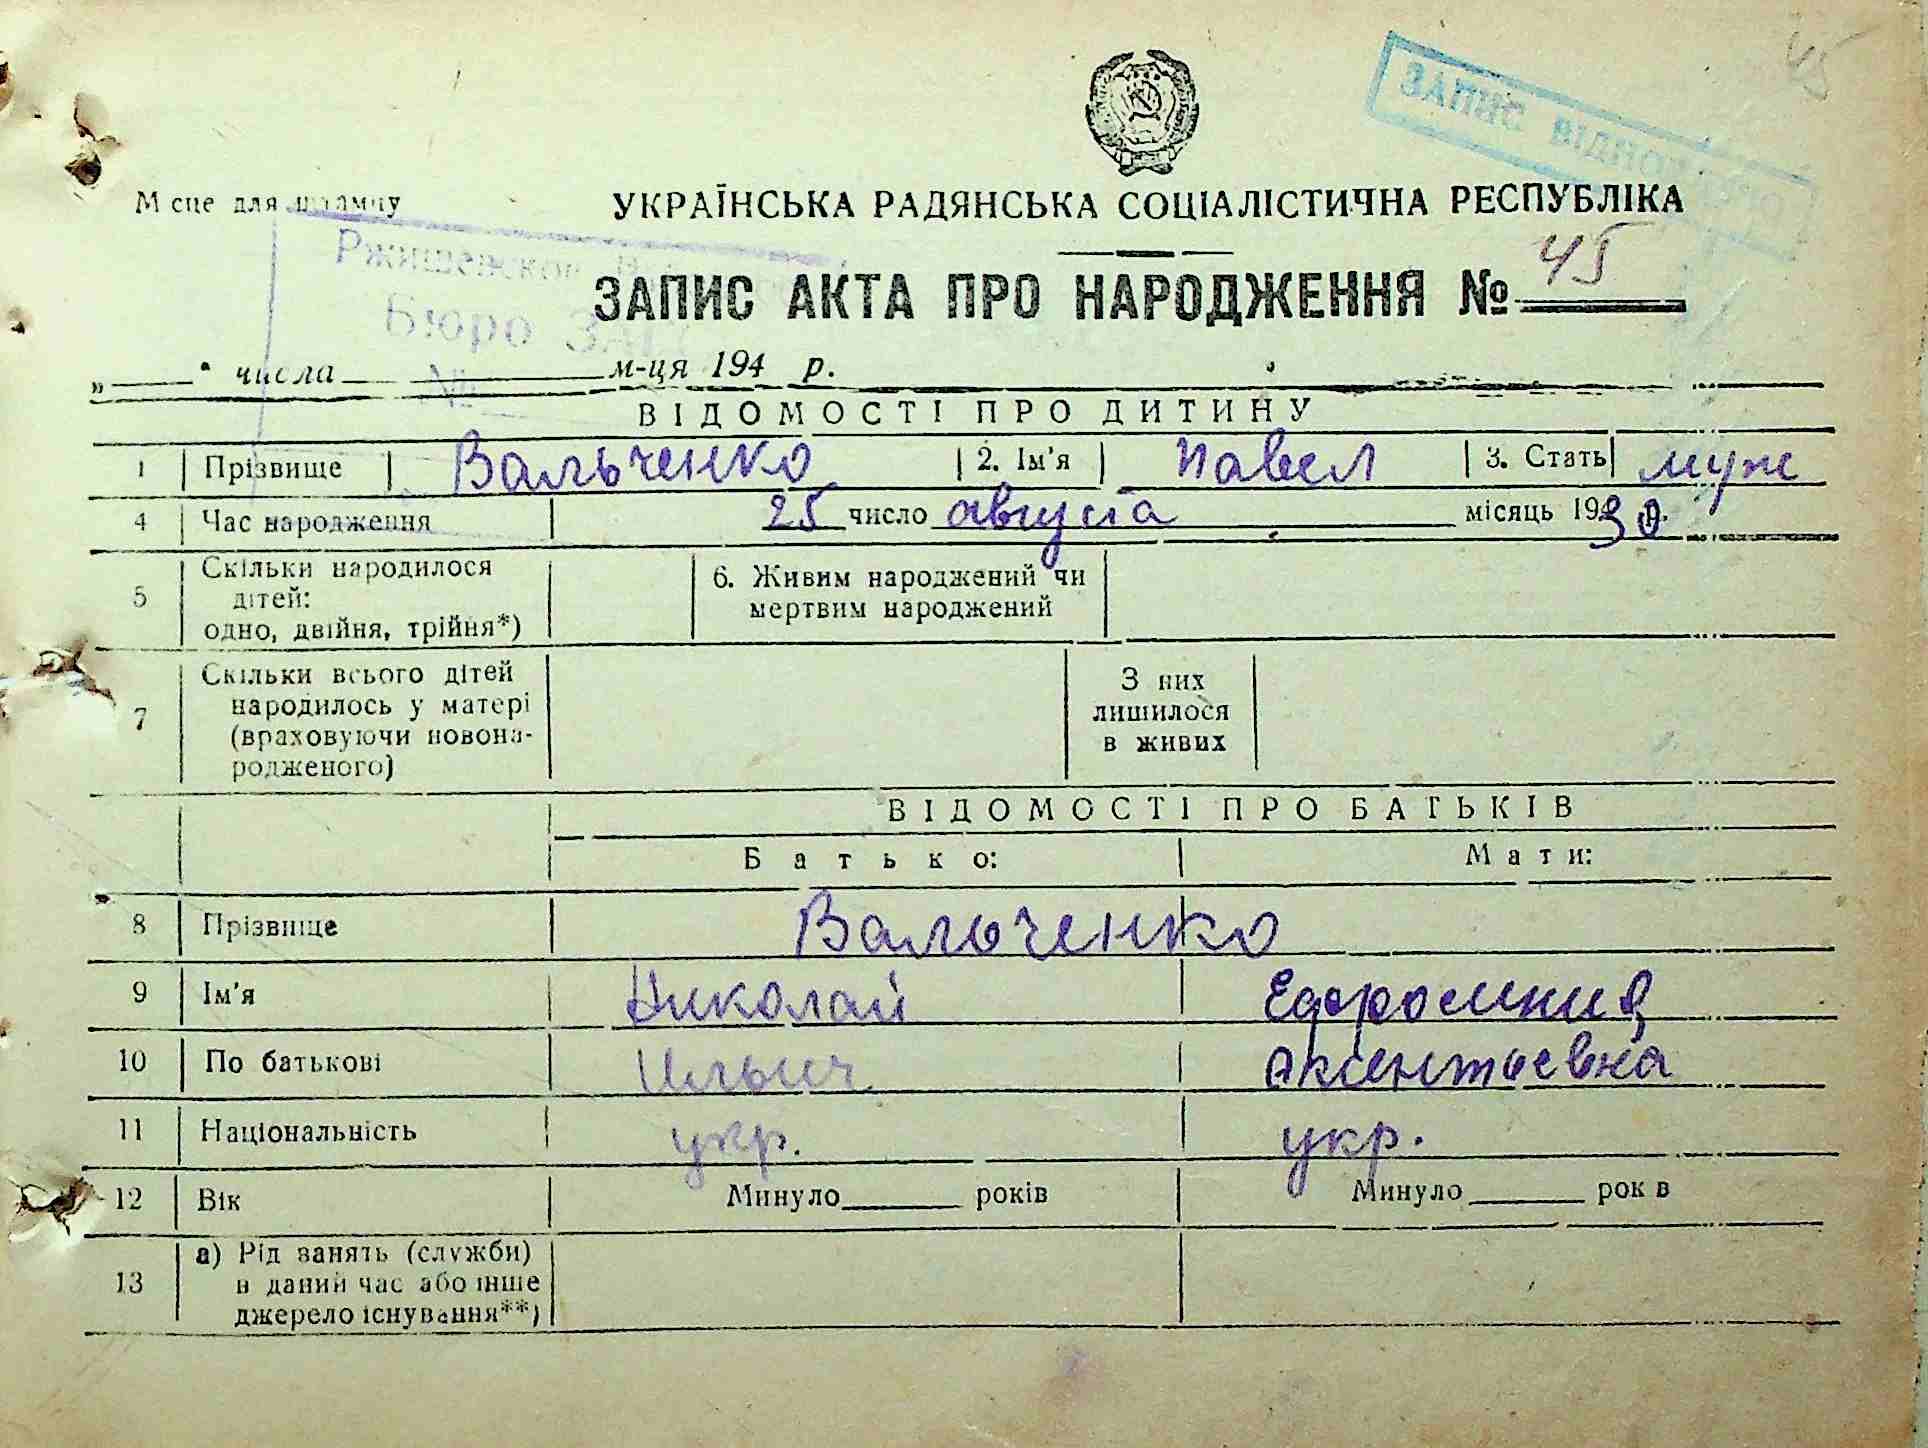 45
ЗАПИС ВІДНОВЛЕНО
Місце для штампу
УКРАЇНСЬКА РАДЯНСЬКА СОЦІАЛІСТИЧНА РЕСПУБЛІКА
Ржищевское
Бюро ЗАГС
№
ЗАПИС АКТА ПРО НАРОДЖЕННЯ № 45
„ “ числа м-ця 194 р.
ВІДОМОСТІ ПРО ДИТИНУ
1 Прізвище Вальченко 2. Ім'я Павел 3. Стать муж
4 Час народження 25 число августа місяць 1930 р.
5 Скільки народилося дітей: одно, двійня, трійня*) 6. Живим народжений чи мертвим народжений
7 Скільки всього дітей народилось у матері (враховуючи новонародженого) З них лишилося в живих
ВІДОМОСТІ ПРО БАТЬКІВ
Батько: Мати:
8 Прізвище Вальченко
9 Ім'я Николай Ефросиния
10 По батькові Ильич Аксентьевна
11 Національність укр. укр.
12 Вік Минуло років Минуло рок в
13 а) Рід занять (служби) в даний час або інше джерело існування**)